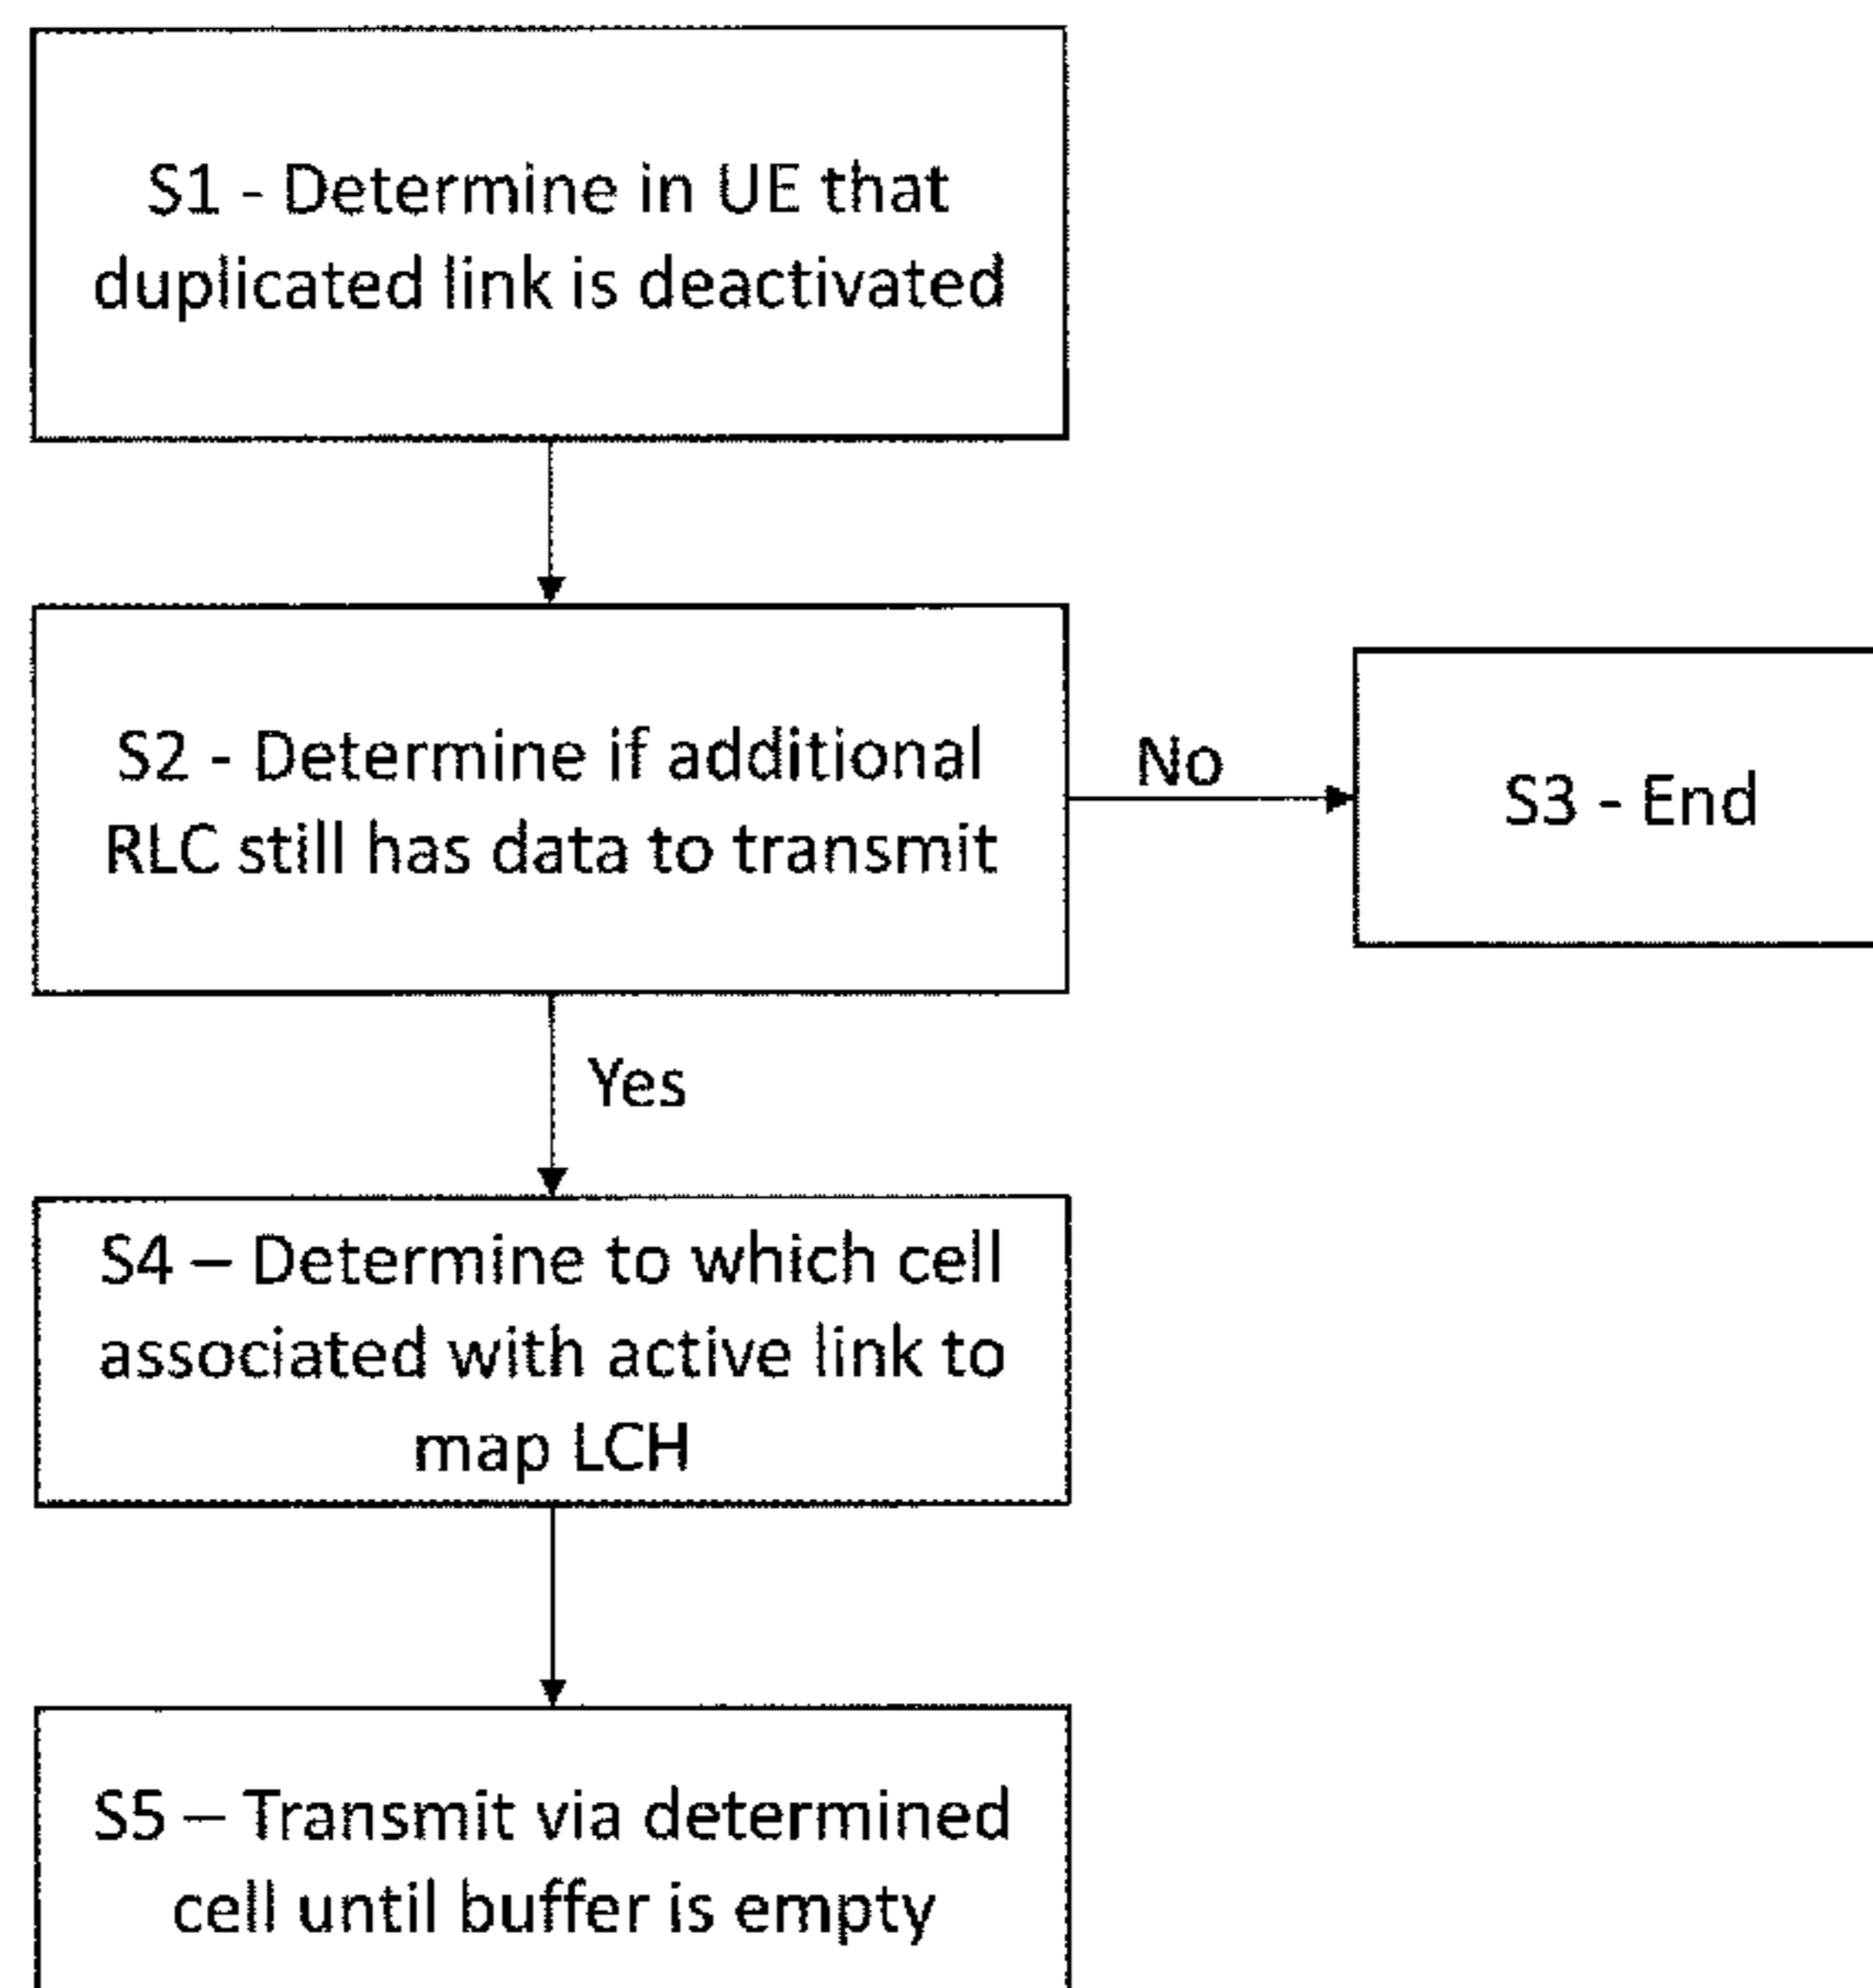 S1 - Determine in UE that
duplicated link is deactivated
S2 - Determine if additional
RLC still has data to transmit
No
S3 - End
Yes
S4 – Determine to which cell
associated with active link to
map LCH
S5 – Transmit via determined
cell until buffer is empty